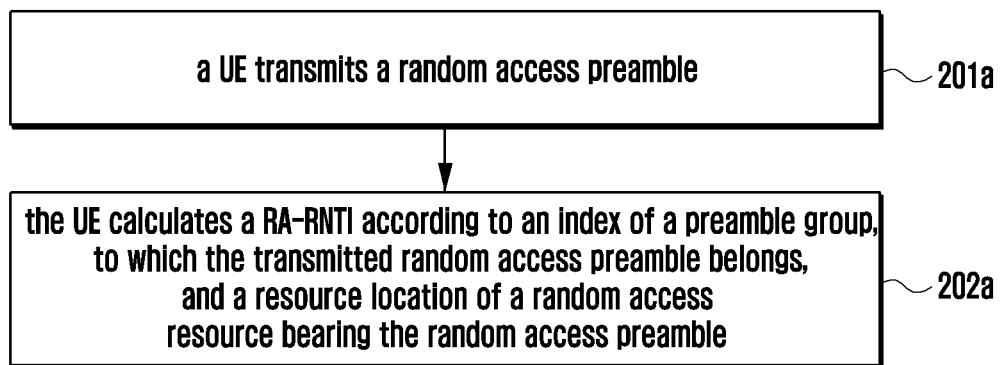 a UE transmits a random access preamble
201a
the UE calculates a RA-RNTI according to an index of a preamble group,
to which the transmitted random access preamble belongs,
and a resource location of a random access
resource bearing the random access preamble
202a